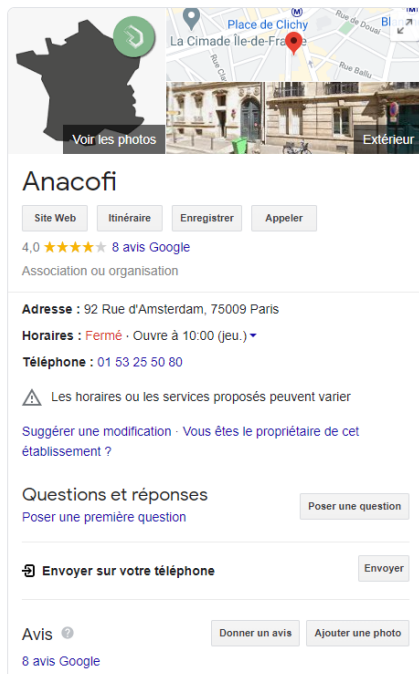 Place de Clichy
Rue de Douai
La Cimade Île-de-France
Rue Ballu
Voir les photos
Extérieur
Anacofi
Site Web
Itinéraire
Enregistrer
Appeler
4,0 ★★★★★ 8 avis Google
Association ou organisation
Adresse : 92 Rue d'Amsterdam, 75009 Paris
Horaires : Fermé · Ouvre à 10:00 (jeu.)
Téléphone : 01 53 25 50 80
Les horaires ou les services proposés peuvent varier
Suggérer une modification · Vous êtes le propriétaire de cet
établissement ?
Questions et réponses
Poser une première question
Poser une question
Envoyer sur votre téléphone
Envoyer
Avis
Donner un avis
Ajouter une photo
8 avis Google